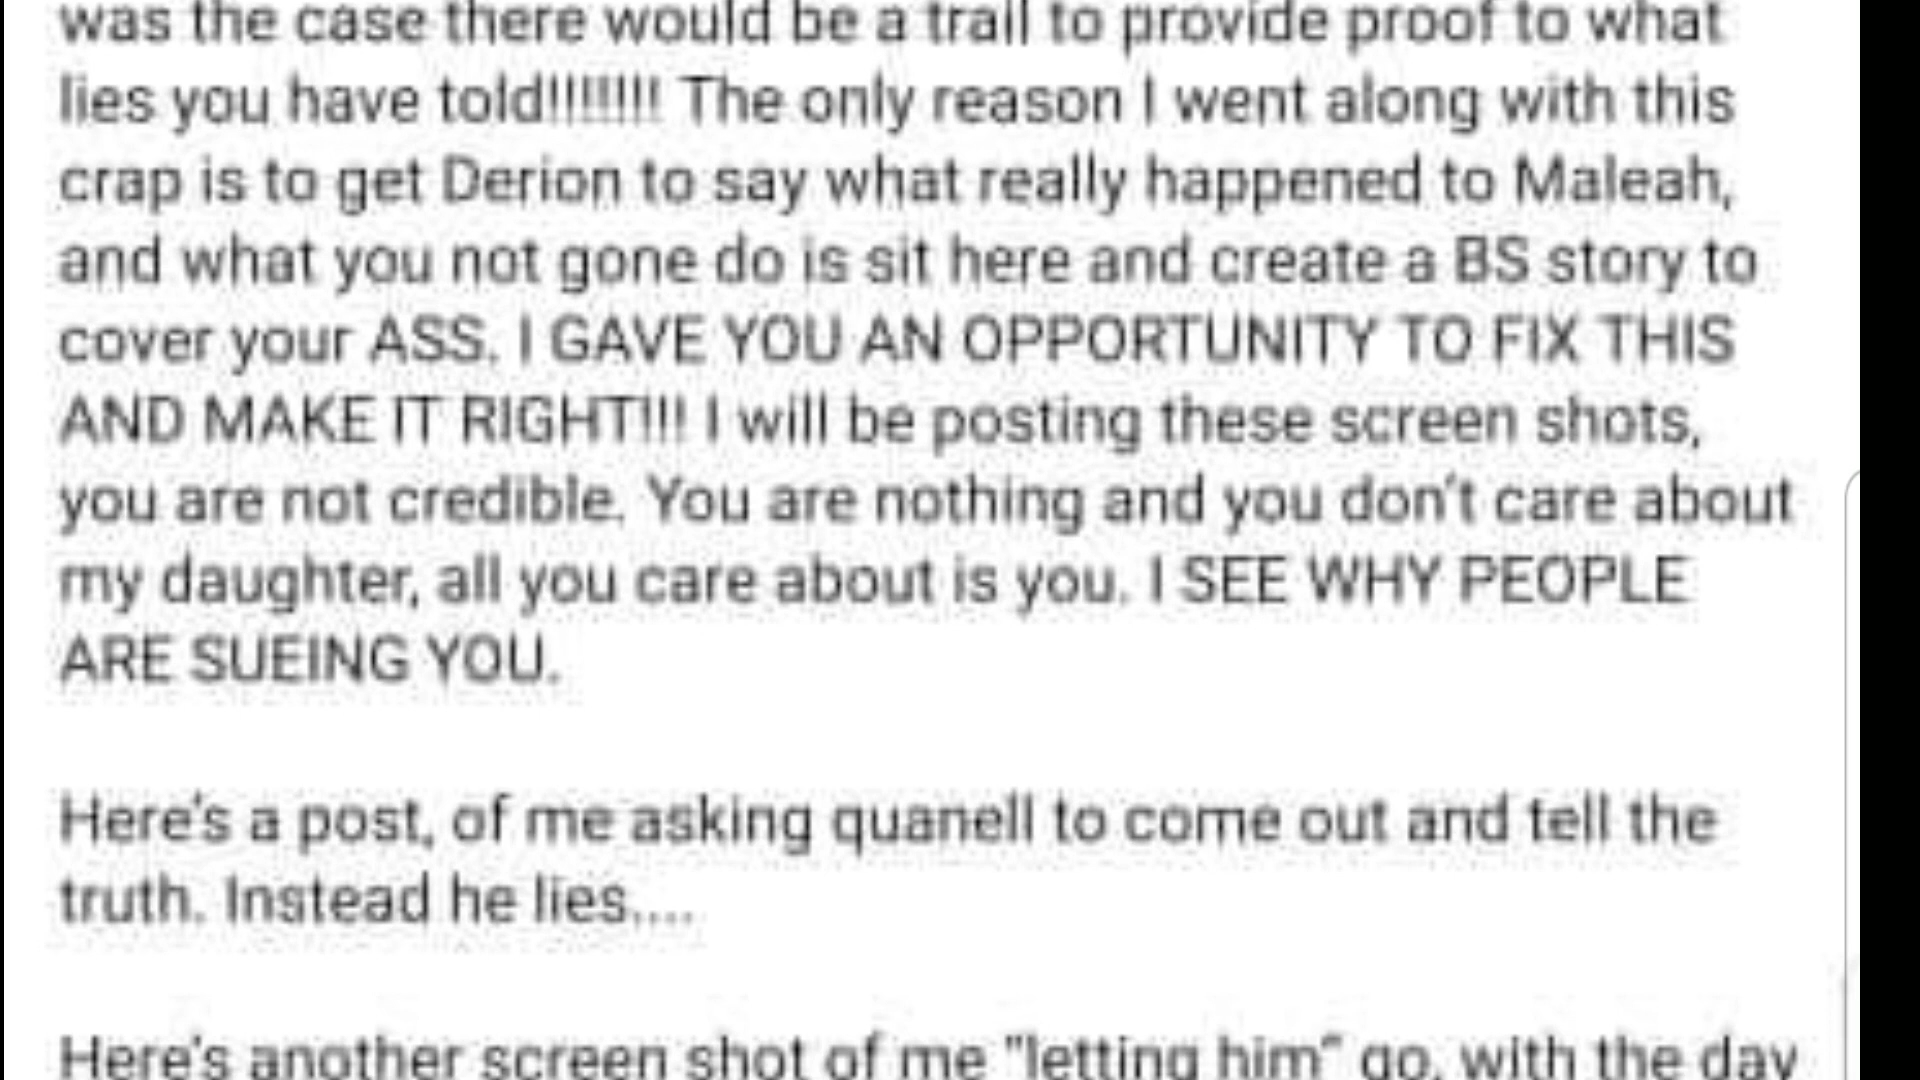 was the case there would be a trail to provide proof to what
lies you have told!!!!!!!! The only reason I went along with this
crap is to get Derion to say what really happened to Maleah,
and what you not gone do is sit here and create a BS story to
cover your ASS. I GAVE YOU AN OPPORTUNITY TO FIX THIS
AND MAKE IT RIGHT!!! I will be posting these screen shots,
you are not credible. You are nothing and you don't care about
my daughter, all you care about is you. I SEE WHY PEOPLE
ARE SUEING YOU.
Here's a post, of me asking quanell to come out and tell the
truth. Instead he lies....
Here's another screen shot of me "letting him" go, with the day